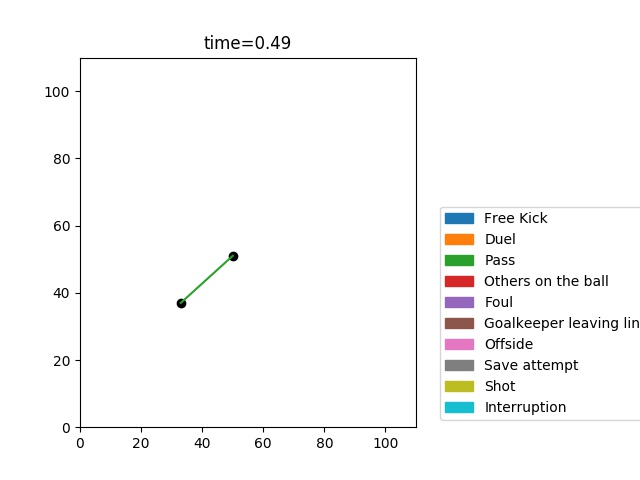 time=0.49
100
80
60
40
20
0
0 20 40 60 80 100
Free Kick
Duel
Pass
Others on the ball
Foul
Goalkeeper leaving lin
Offside
Save attempt
Shot
Interruption